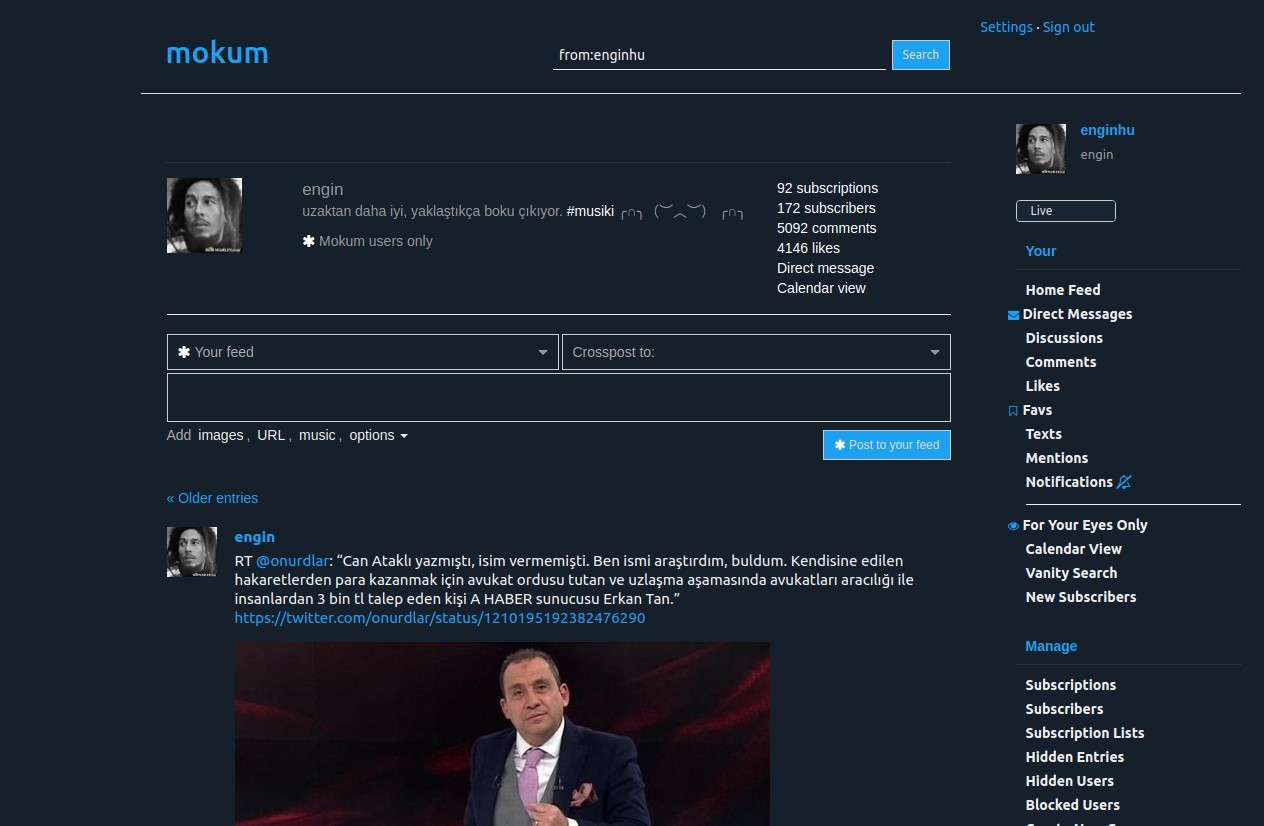 Settings · Sign out
mokum
from:enginhu
Search
engin
uzaktan daha iyi, yaklaştıkça boku çıkıyor. #musiki ╭∩╮ (︶︿︶) ╭∩╮
✱ Mokum users only
92 subscriptions
172 subscribers
5092 comments
4146 likes
Direct message
Calendar view
✱ Your feed
Crosspost to:
Add images, URL, music, options
✱ Post to your feed
« Older entries
engin
RT @onurdlar: “Can Ataklı yazmıştı, isim vermemişti. Ben ismi araştırdım, buldum. Kendisine edilen
hakaretlerden para kazanmak için avukat ordusu tutan ve uzlaşma aşamasında avukatları aracılığı ile
insanlardan 3 bin tl talep eden kişi A HABER sunucusu Erkan Tan.”
https://twitter.com/onurdlar/status/1210195192382476290
enginhu
engin
Live
Your
Home Feed
Direct Messages
Discussions
Comments
Likes
Favs
Texts
Mentions
Notifications
For Your Eyes Only
Calendar View
Vanity Search
New Subscribers
Manage
Subscriptions
Subscribers
Subscription Lists
Hidden Entries
Hidden Users
Blocked Users